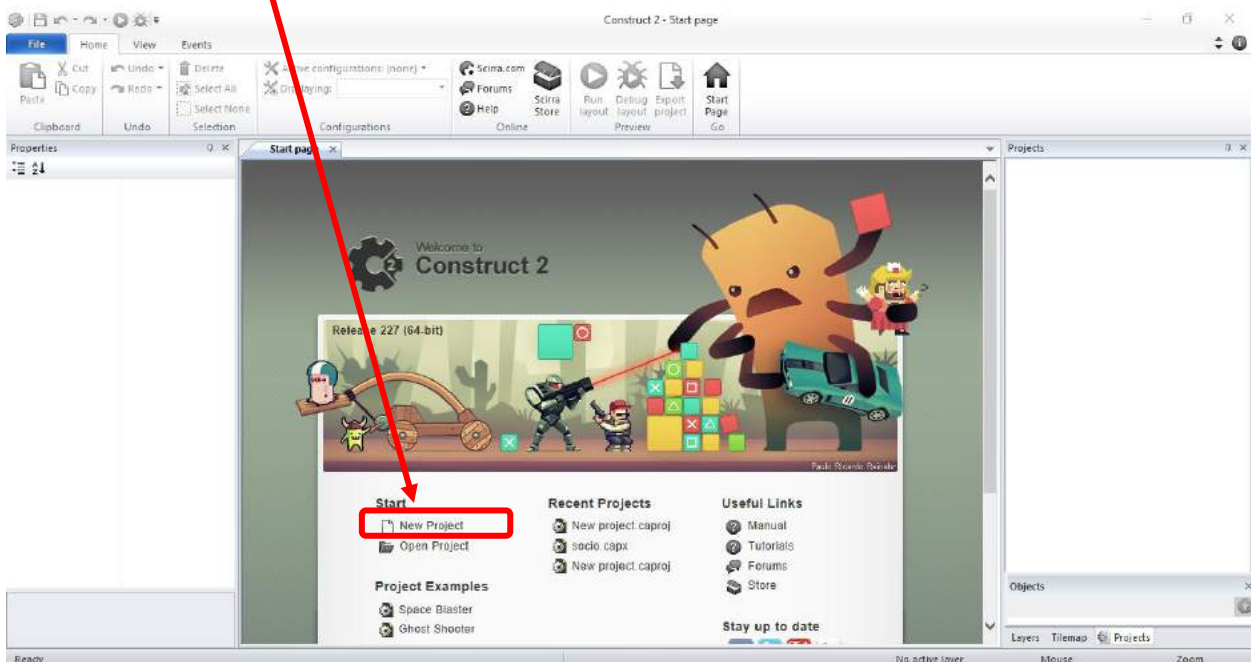 Construct 2 - Start page
File Home View Events
Paste
Cut
Copy
Clipboard
Undo
Redo
Undo
Delete
Select All
Select None
Selection
Active configurations: (none)
Displaying:
Configurations
Scirra.com
Forums
Help
Scirra Store
Online
Run layout
Debug layout
Export project
Preview
Start Page
Go
Properties
Start page
Projects
Welcome to
Construct 2
Release 227 (64-bit)
Start
New Project
Open Project
Project Examples
Space Blaster
Ghost Shooter
Recent Projects
New project.caproj
socio.capx
New project.caproj
Useful Links
Manual
Tutorials
Forums
Store
Stay up to date
Objects
Layers Tilemap Projects
Ready
No active layer
Mouse
Zoom